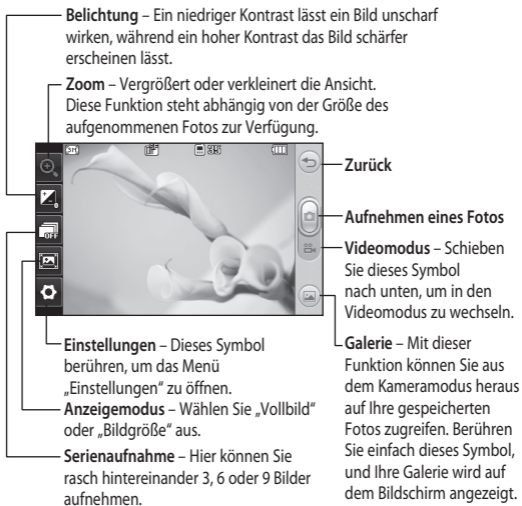 Belichtung – Ein niedriger Kontrast lässt ein Bild unscharf
wirken, während ein hoher Kontrast das Bild schärfer
erscheinen lässt.
Zoom – Vergrößert oder verkleinert die Ansicht.
Diese Funktion steht abhängig von der Größe des
aufgenommenen Fotos zur Verfügung.
3M
35
OFF
0
Zurück
Aufnehmen eines Fotos
Videomodus – Schieben
Sie dieses Symbol
nach unten, um in den
Videomodus zu wechseln.
Galerie – Mit dieser
Funktion können Sie aus
dem Kameramodus heraus
auf Ihre gespeicherten
Fotos zugreifen. Berühren
Sie einfach dieses Symbol,
und Ihre Galerie wird auf
dem Bildschirm angezeigt.
Einstellungen – Dieses Symbol
berühren, um das Menü
„Einstellungen“ zu öffnen.
Anzeigemodus – Wählen Sie „Vollbild“
oder „Bildgröße“ aus.
Serienaufnahme – Hier können Sie
rasch hintereinander 3, 6 oder 9 Bilder
aufnehmen.